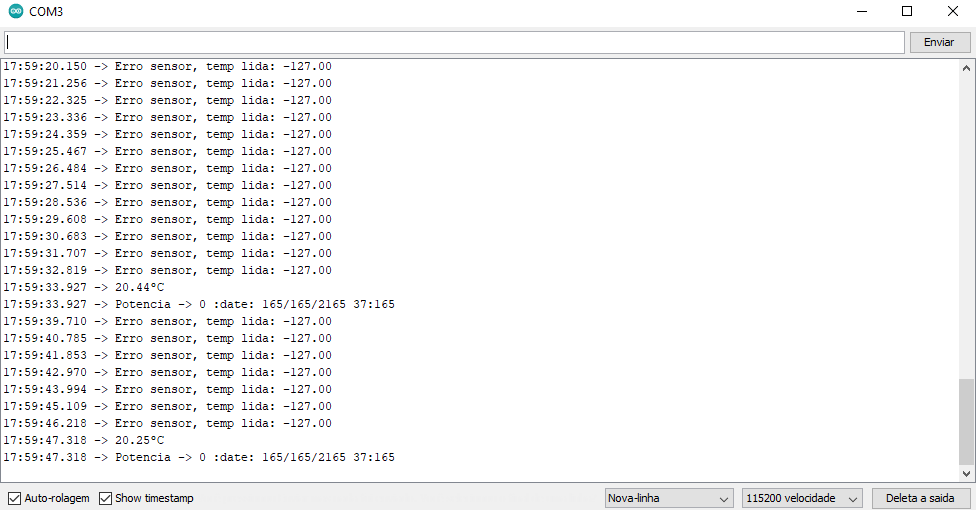 COM3
Enviar
17:59:20.150 -> Erro sensor, temp lida: -127.00
17:59:21.256 -> Erro sensor, temp lida: -127.00
17:59:22.325 -> Erro sensor, temp lida: -127.00
17:59:23.336 -> Erro sensor, temp lida: -127.00
17:59:24.359 -> Erro sensor, temp lida: -127.00
17:59:25.467 -> Erro sensor, temp lida: -127.00
17:59:26.484 -> Erro sensor, temp lida: -127.00
17:59:27.514 -> Erro sensor, temp lida: -127.00
17:59:28.536 -> Erro sensor, temp lida: -127.00
17:59:29.608 -> Erro sensor, temp lida: -127.00
17:59:30.683 -> Erro sensor, temp lida: -127.00
17:59:31.707 -> Erro sensor, temp lida: -127.00
17:59:32.819 -> Erro sensor, temp lida: -127.00
17:59:33.927 -> 20.44°C
17:59:33.927 -> Potencia -> 0 :date: 165/165/2165 37:165
17:59:39.710 -> Erro sensor, temp lida: -127.00
17:59:40.785 -> Erro sensor, temp lida: -127.00
17:59:41.853 -> Erro sensor, temp lida: -127.00
17:59:42.970 -> Erro sensor, temp lida: -127.00
17:59:43.994 -> Erro sensor, temp lida: -127.00
17:59:45.109 -> Erro sensor, temp lida: -127.00
17:59:46.218 -> Erro sensor, temp lida: -127.00
17:59:47.318 -> 20.25°C
17:59:47.318 -> Potencia -> 0 :date: 165/165/2165 37:165
Auto-rolagem Show timestamp Nova-linha 115200 velocidade Deleta a saida